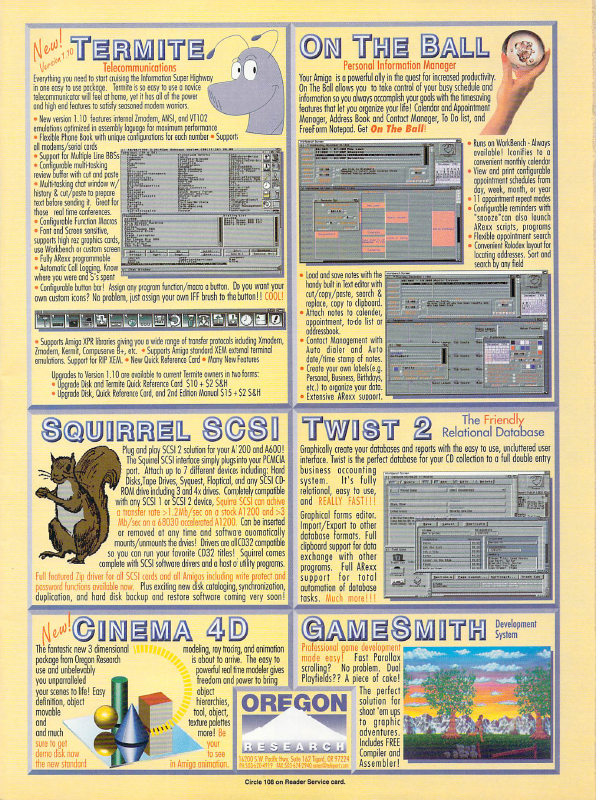 New!
Version 1.10
TERMITE
Telecommunications
Everything you need to start cruising the Information Super Highway
in one easy to use package. Termite is so easy to use a novice
telecommunicator will feel at home, yet it has all of the power
and high end features to satisfy seasoned modem warriors.
• New version 1.10 features internal Zmodem, ANSI, and VT102
emulations optimized in assembly laguage for maximum performance
• Flexible Phone Book with unique configurations for each number • Supports
all modems/serial cards
• Support for Multiple Line BBSs
• Configurable multi-tasking
review buffer with cut and paste
• Multi-tasking chat window w/
history & cut/paste to prepare
text before sending it. Great for
those real time conferences.
• Configurable Function Macros
• Font and Screen sensitive,
supports high rez graphics cards,
use Workbench or custom screen
• Fully ARexx programmable
• Automatic Call Logging. Know
where you were and $'s spent
• Configurable button bar! Assign any program function/macro a button. Do you want your
own custom icons? No problem, just assign your own IFF brush to the button!! COOL!
• Supports Amiga XPR libraries giving you a wide range of transfer protocols including Xmodem,
Zmodem, Kermit, Compuserve B+, etc. • Supports Amiga standard XEM external terminal
emulations. Support for RIP XEM. • New Quick Reference Card • Many New Features
Upgrades to Version 1.10 are available to current Termite owners in two forms:
• Upgrade Disk and Termite Quick Reference Card $10 + $2 S&H
• Upgrade Disk, Quick Reference Card, and 2nd Edition Manual $15 + $2 S&H
ON THE BALL
Personal Information Manager
Your Amiga is a powerful ally in the quest for increased productivity.
On The Ball allows you to take control of your busy schedule and
information so you always accomplish your goals with the timesaving
features that let you organize your life! Calendar and Appointment
Manager, Address Book and Contact Manager, To Do list, and
FreeForm Notepad. Get On The Ball!
• Runs on WorkBench - Always
available! Iconifies to a
convenient monthly calendar
• View and print configurable
appointment schedules from
day, week, month, or year
• 11 appointment repeat modes
• Configurable reminders with
"snooze" can also launch
ARexx scripts, programs
• Flexible appointment search
• Convenient Rolodex layout for
locating addresses. Sort and
search by any field
• Load and save notes with the
handy built in Text editor with
cut/copy/paste, search &
replace, copy to clipboard.
• Attach notes to calender,
appointment, to-do list or
addressbook.
• Contact Management with
Auto dialer and Auto
date/time stamp of notes.
• Create your own labels(e.g.
Personal, Business, Birthdays,
etc.) to organize your data.
• Extensive ARexx support.
SQUIRREL SCSI
Plug and play SCSI 2 solution for your A1200 and A600!
The Squirrel SCSI interface simply plugs into your PCMCIA
port. Attach up to 7 different devices including: Hard
Disks,Tape Drives, Syquest, Floptical, and any SCSI CD-
ROM drive including 3 and 4x drives. Completely compatible
with any SCSI 1 or SCSI 2 device, Squirre SCSI can achive
a transfer rate >1.2Mb/sec on a stock A1200 and >3
Mb/sec on a 68030 accelerated A1200. Can be inserted
or removed at any time and software auomatically
mounts/unmounts the drives! Drivers are all CD32 compatible
so you can run your favorite CD32 titles! Squirrel comes
complete with SCSI software drivers and a host o' utility programs.
Full featured Zip driver for all SCSI cards and all Amigas including write protect and
password functions available now. Plus exciting new disk cataloging, synchronization,
duplication, and hard disk backup and restore software coming very soon!
TWIST 2
The Friendly
Relational Database
Graphically create your databases and reports with the easy to use, uncluttered user
interface. Twist is the perfect database for your CD collection to a full double entry
business accounting
system. It's fully
relational, easy to use,
and REALLY FAST!!!
Graphical forms editor.
Import/Export to other
database formats. Full
clipboard support for data
exchange with other
programs. Full ARexx
support for total
automation of database
tasks. Much more!!!
New!
CINEMA 4D
The fantastic new 3 dimensional modeling, ray tracing, and animation
package from Oregon Research is about to arrive. The easy to
use and unbelievably powerful real time modeler gives
you unparalleled freedom and power to bring
your scenes to life! Easy object
definition, object hierarchies,
movable tool, object,
and texture palettes
and much more! Be
sure to get your
demo disk now to see
the new standard in Amiga animation.
OREGON
RESEARCH
16200 S.W. Pacific Hwy, Suite 162 Tigard, OR 97224
GAMESMITH
Development
System
Professional game development
made easy! Fast Parallax
scrolling? No problem. Dual
Playfields?? A piece of cake!
The perfect
solution for
shoot 'em ups
to graphic
adventures.
Includes FREE
Compiler and
Assembler!
Circle 106 on Reader Service card.